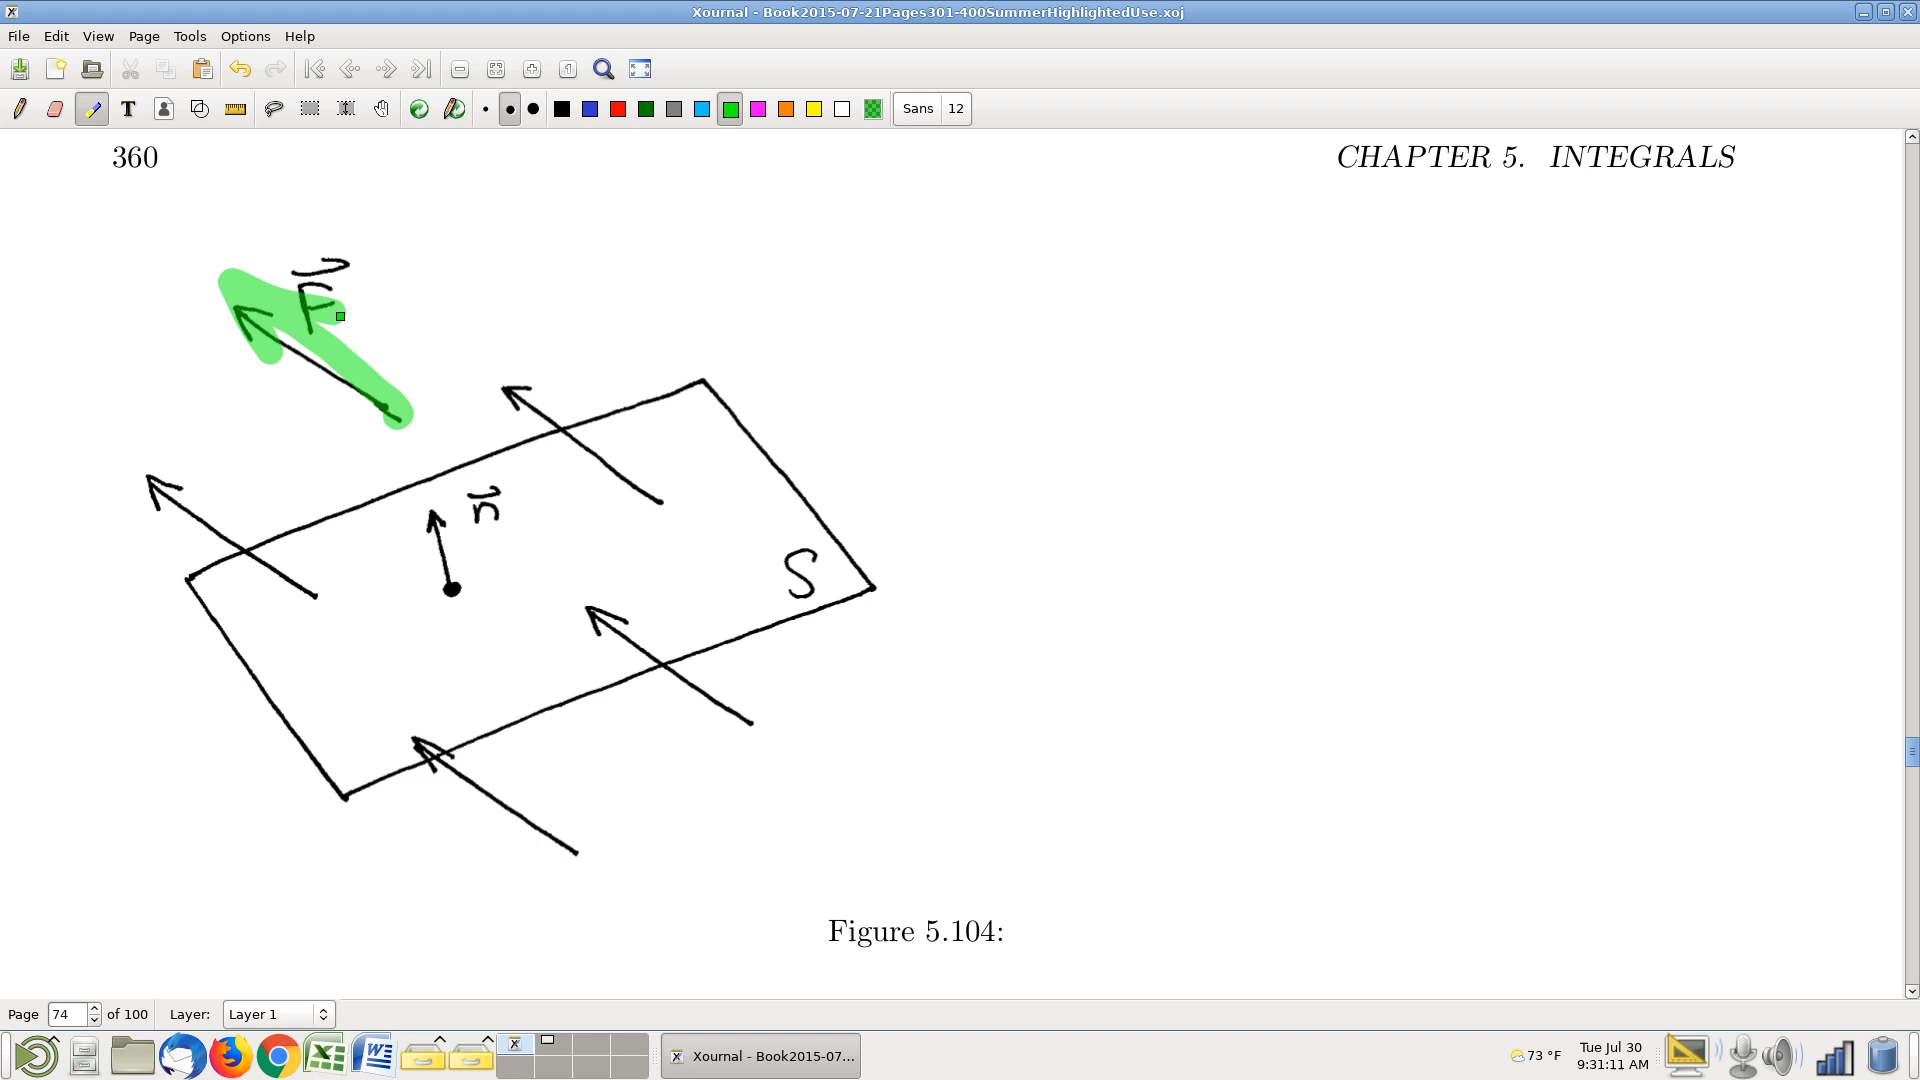 Xournal - Book2015-07-21Pages301-400SummerHighlightedUse.xoj
File Edit View Page Tools Options Help
T Sans 12
360 CHAPTER 5. INTEGRALS
F⃗
n⃗
S
Figure 5.104:
Page 74 of 100 Layer: Layer 1
Xournal - Book2015-07...
73 °F
Tue Jul 30
9:31:11 AM